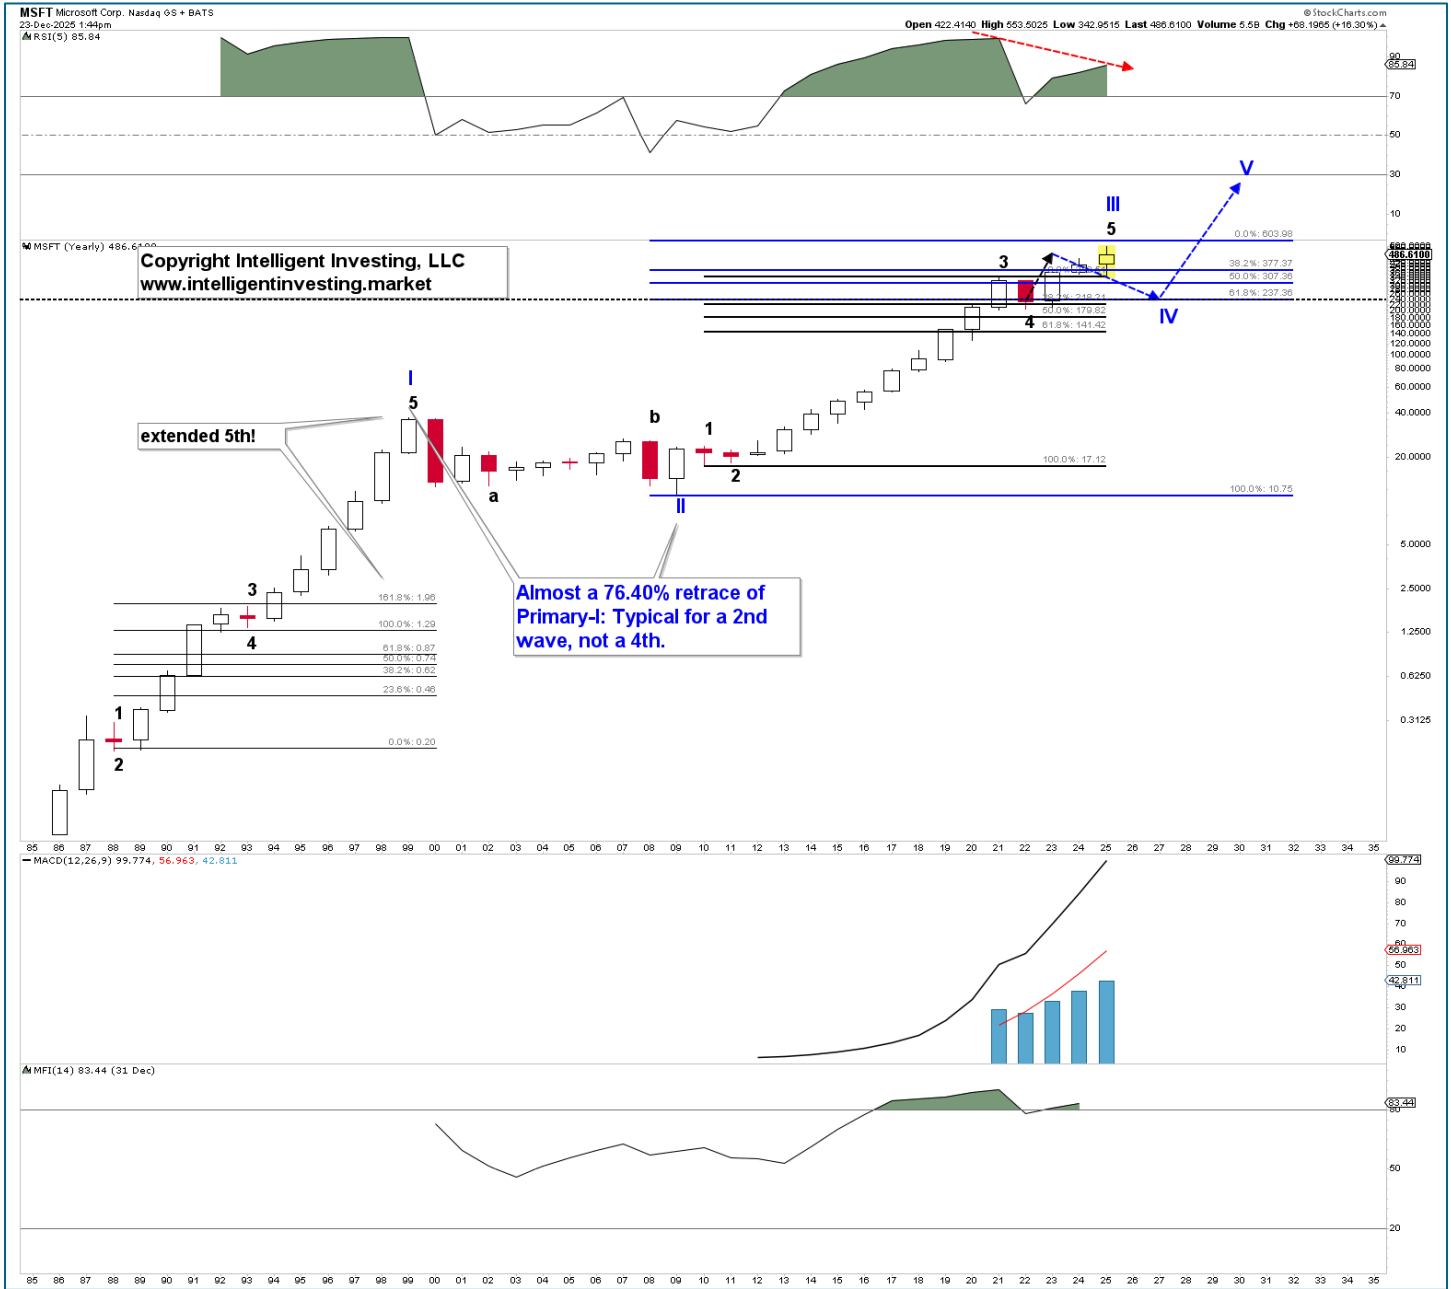 MSFT Microsoft Corp. Nasdaq GS + BATS
© StockCharts.com
23-Dec-2025 1:44pm
Open 422.4140 High 553.5025 Low 342.9515 Last 486.6100 Volume 5.5B Chg +68.1965 (+16.30%)
RSI(5) 85.84
90
85.84
70
50
30
10
V
III
5
MSFT (Yearly) 486.6100
0.0%: 603.98
Copyright Intelligent Investing, LLC
www.intelligentinvesting.market
3
486.6100
38.2%: 377.37
50.0%: 307.36
61.8%: 237.36
IV
4
50.0%: 179.82
61.8%: 141.42
220.0000
200.0000
180.0000
160.0000
140.0000
120.0000
100.0000
80.0000
60.0000
40.0000
20.0000
5.0000
2.5000
1.2500
0.6250
0.3125
I
5
extended 5th!
b
1
2
a
II
100.0%: 17.12
100.0%: 10.75
Almost a 76.40% retrace of
Primary-I: Typical for a 2nd
wave, not a 4th.
3
4
161.8%: 1.96
100.0%: 1.29
61.8%: 0.87
50.0%: 0.74
38.2%: 0.62
23.6%: 0.46
1
0.0%: 0.20
2
85 86 87 88 89 90 91 92 93 94 95 96 97 98 99 00 01 02 03 04 05 06 07 08 09 10 11 12 13 14 15 16 17 18 19 20 21 22 23 24 25 26 27 28 29 30 31 32 33 34 35
MACD(12,26,9) 99.774, 56.963, 42.811
99.774
90
80
70
60
56.963
50
42.811
40
30
20
10
MFI(14) 83.44 (31 Dec)
83.44
80
50
20
85 86 87 88 89 90 91 92 93 94 95 96 97 98 99 00 01 02 03 04 05 06 07 08 09 10 11 12 13 14 15 16 17 18 19 20 21 22 23 24 25 26 27 28 29 30 31 32 33 34 35